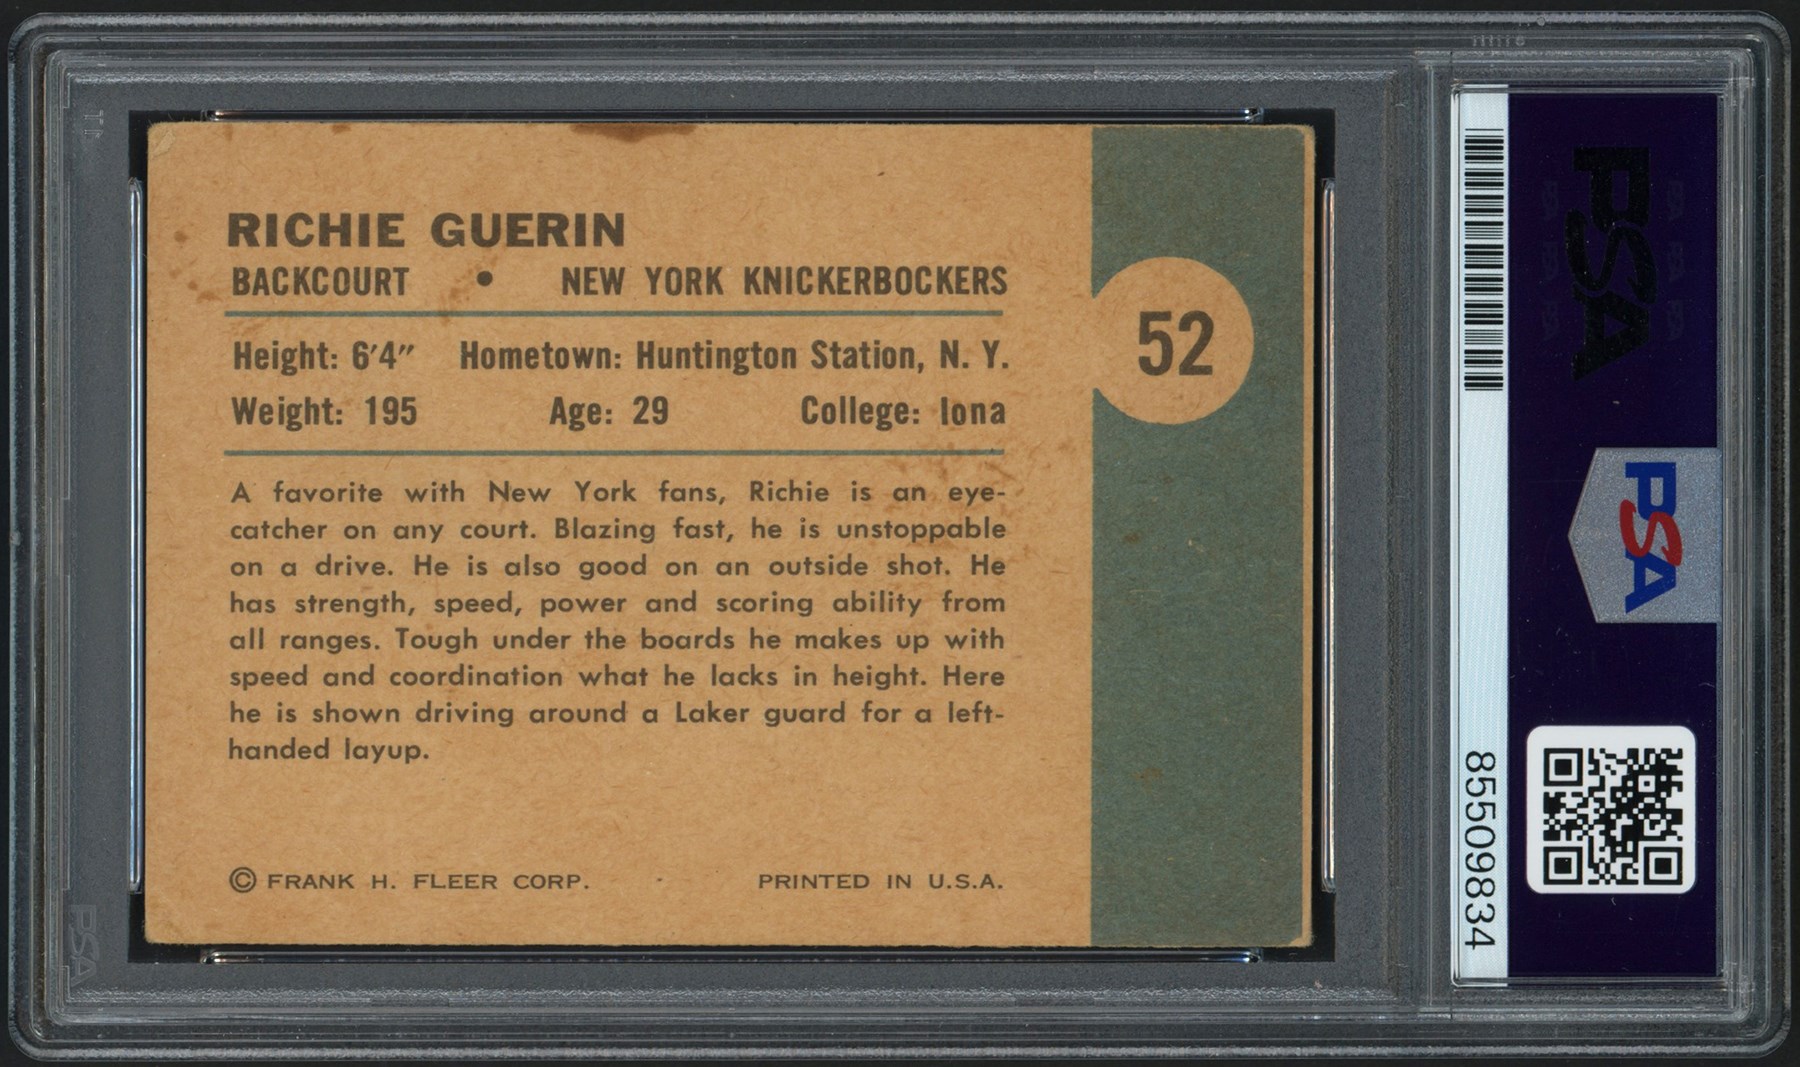 RICHIE GUERIN
BACKCOURT • NEW YORK KNICKERBOCKERS
Height: 6′4″ Hometown: Huntington Station, N. Y.
Weight: 195 Age: 29 College: Iona
52
A favorite with New York fans, Richie is an eye-
catcher on any court. Blazing fast, he is unstoppable
on a drive. He is also good on an outside shot. He
has strength, speed, power and scoring ability from
all ranges. Tough under the boards he makes up with
speed and coordination what he lacks in height. Here
he is shown driving around a Laker guard for a left-
handed layup.
© FRANK H. FLEER CORP. PRINTED IN U.S.A.
PSA
PSA
85509834
PSA